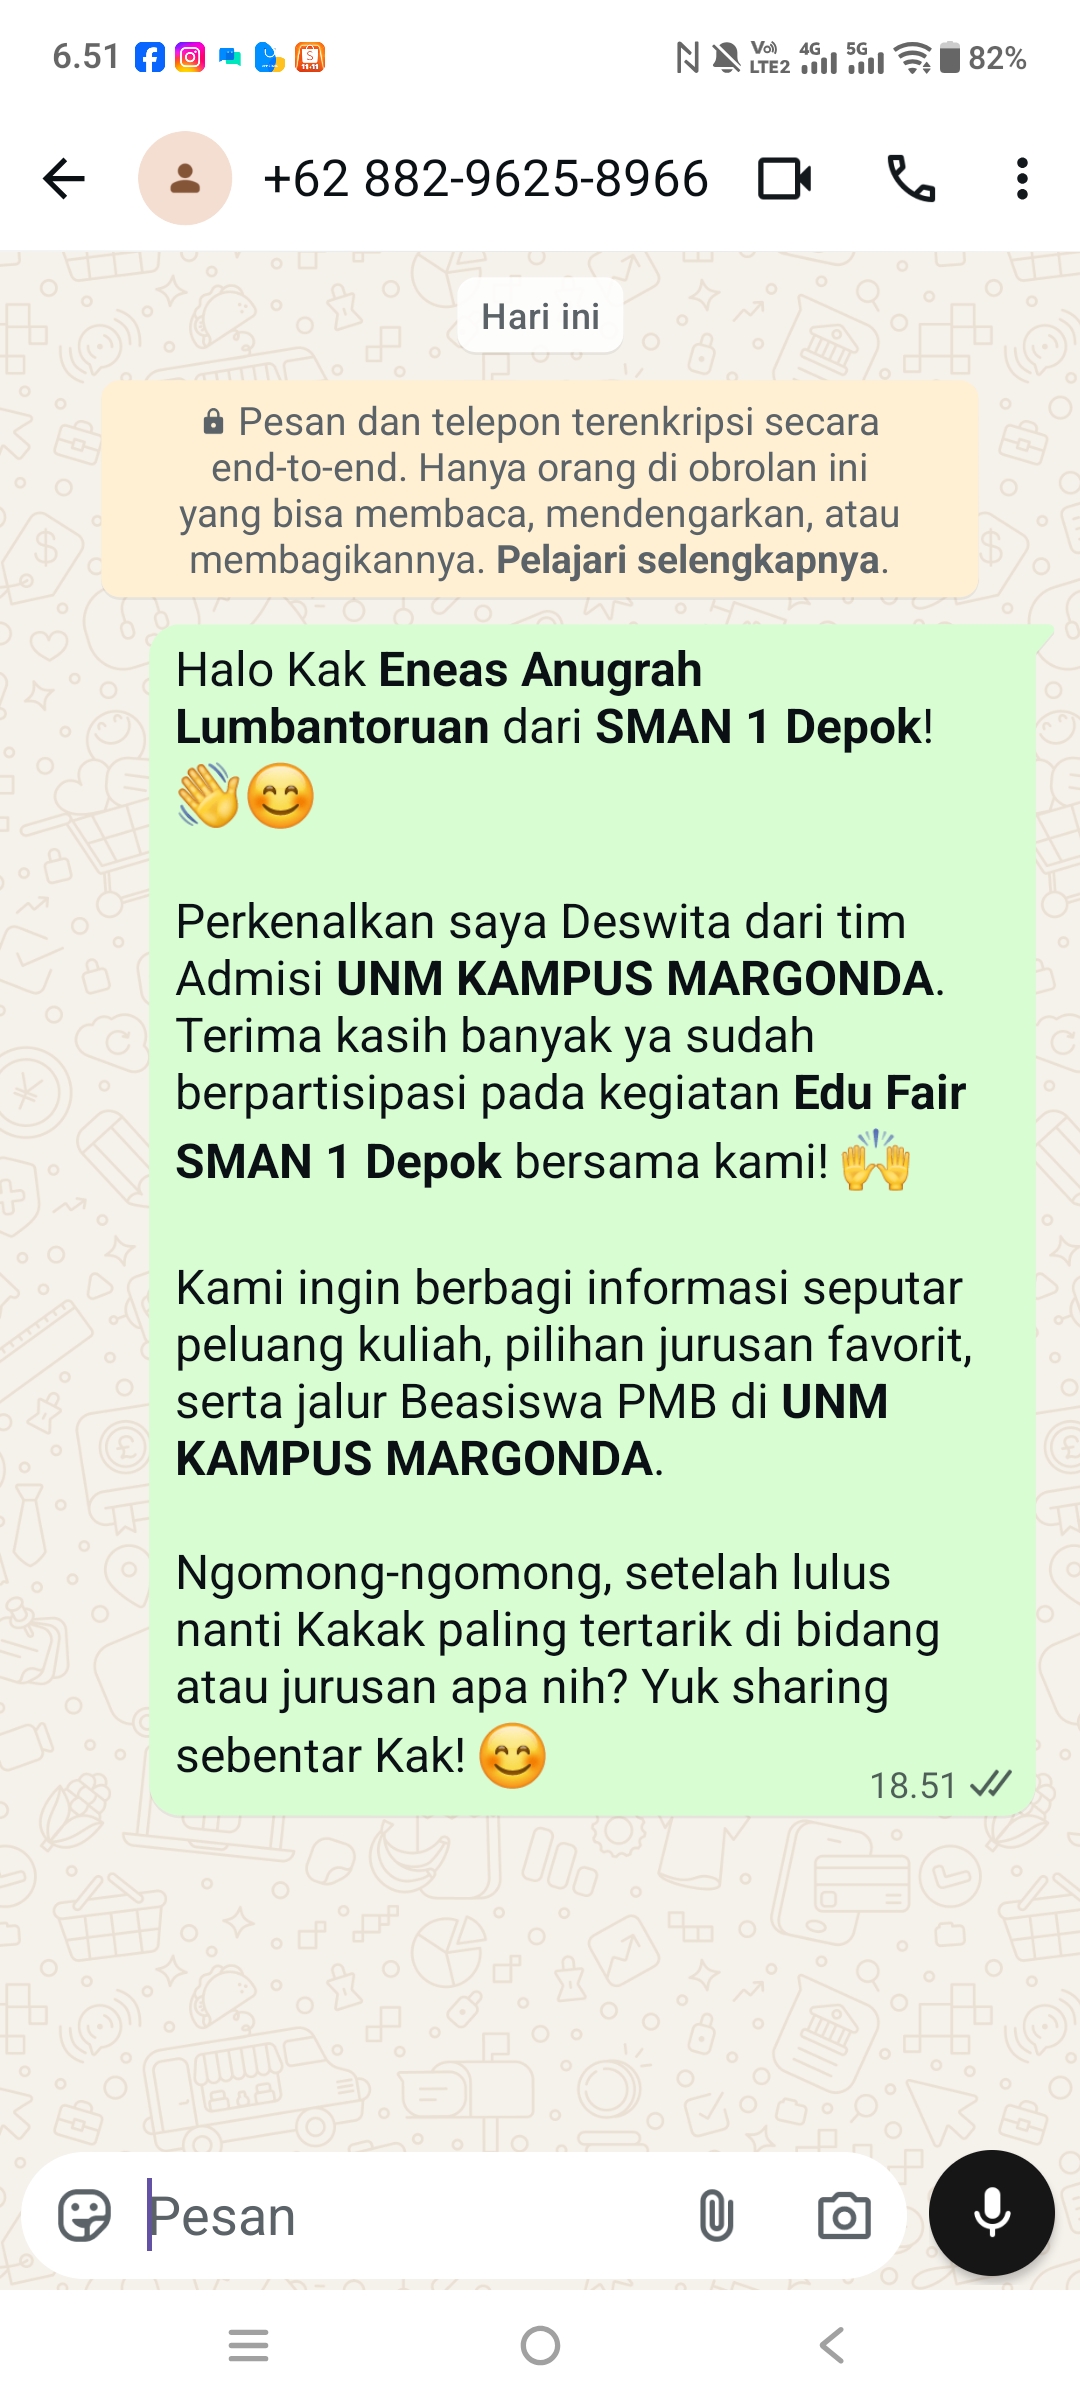 6.51
Vo) LTE2 4G 5G 82%
+62 882-9625-8966
Hari ini
Pesan dan telepon terenkripsi secara
end-to-end. Hanya orang di obrolan ini
yang bisa membaca, mendengarkan, atau
membagikannya. Pelajari selengkapnya.
Halo Kak Eneas Anugrah
Lumbantoruan dari SMAN 1 Depok!
👋😊
Perkenalkan saya Deswita dari tim
Admisi UNM KAMPUS MARGONDA.
Terima kasih banyak ya sudah
berpartisipasi pada kegiatan Edu Fair
SMAN 1 Depok bersama kami! 🙌
Kami ingin berbagi informasi seputar
peluang kuliah, pilihan jurusan favorit,
serta jalur Beasiswa PMB di UNM
KAMPUS MARGONDA.
Ngomong-ngomong, setelah lulus
nanti Kakak paling tertarik di bidang
atau jurusan apa nih? Yuk sharing
sebentar Kak! 😊
18.51
Pesan